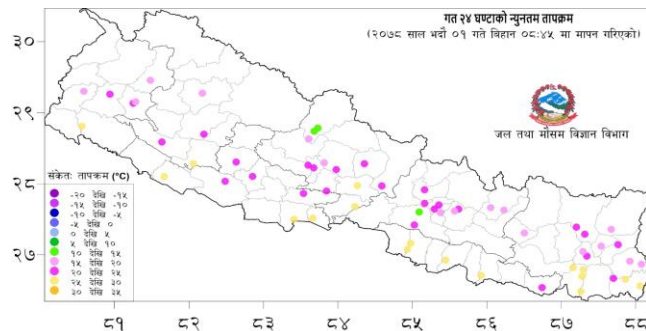 गत २४ घण्टाको न्युनतम तापक्रम
(२०७८ साल भदौ ०१ गते बिहान ०८:४५ मा मापन गरिएको)
जल तथा मौसम विज्ञान विभाग
३०
२९
२८
२७
संकेतः तापक्रम (°C)
-२० देखि -१५
-१५ देखि -१०
-१० देखि -५
-५ देखि ०
० देखि ५
५ देखि १०
१० देखि १५
१५ देखि २०
२० देखि २५
२५ देखि ३०
३० देखि ३५
८१ ८२ ८३ ८४ ८५ ८६ ८७ ८८